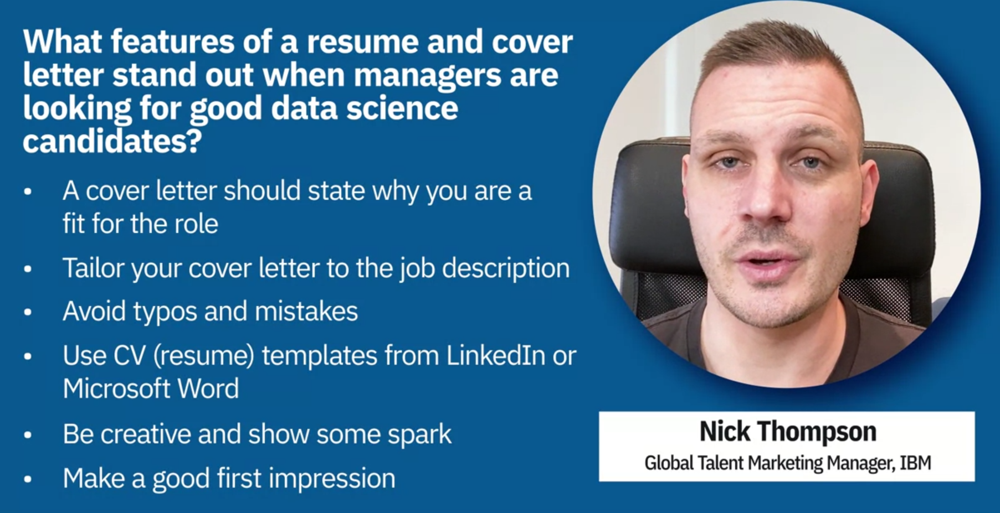 What features of a resume and cover
letter stand out when managers are
looking for good data science
candidates?
• A cover letter should state why you are a
fit for the role
• Tailor your cover letter to the job description
• Avoid typos and mistakes
• Use CV (resume) templates from LinkedIn or
Microsoft Word
• Be creative and show some spark
• Make a good first impression
Nick Thompson
Global Talent Marketing Manager, IBM